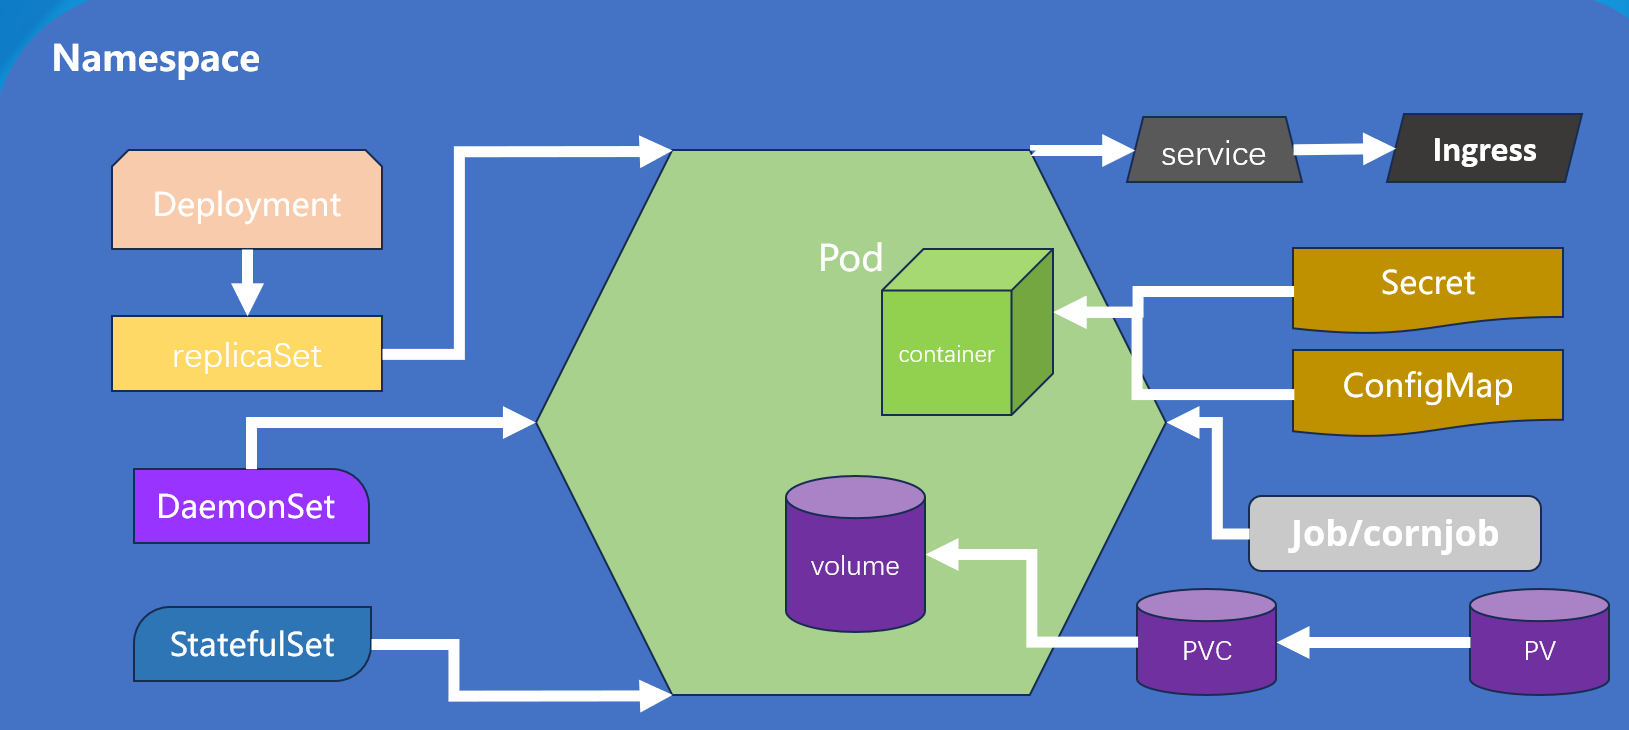 Namespace
Deployment
replicaSet
DaemonSet
StatefulSet
Pod
container
volume
service
Ingress
Secret
ConfigMap
Job/cornjob
PVC
PV